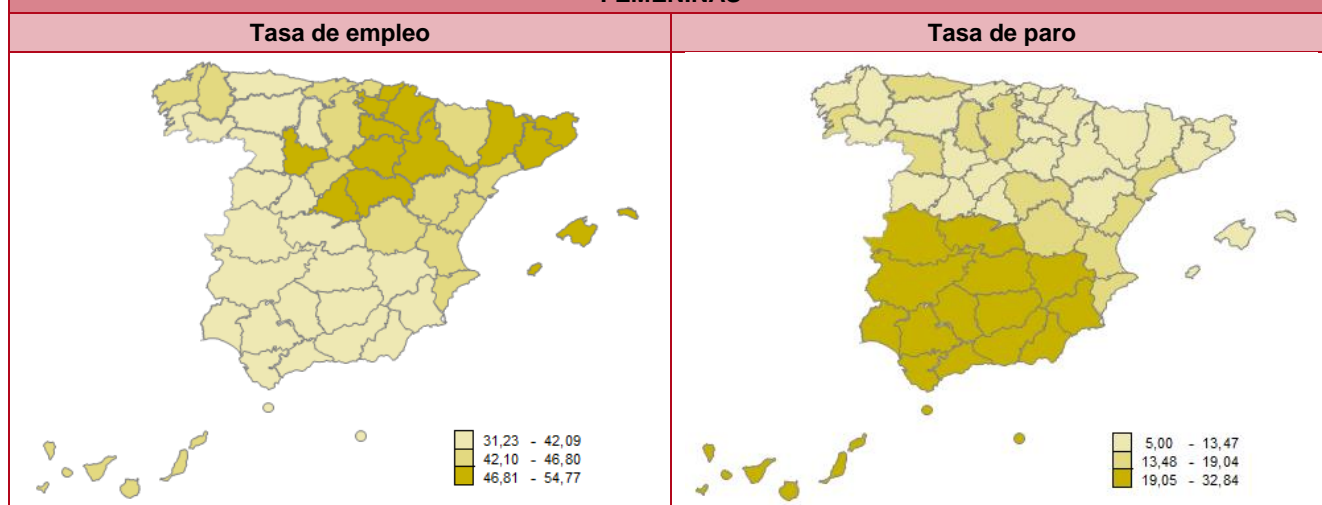 FEMENINAS
Tasa de empleo
Tasa de paro
31,23 - 42,09
42,10 - 46,80
46,81 - 54,77
5,00 - 13,47
13,48 - 19,04
19,05 - 32,84